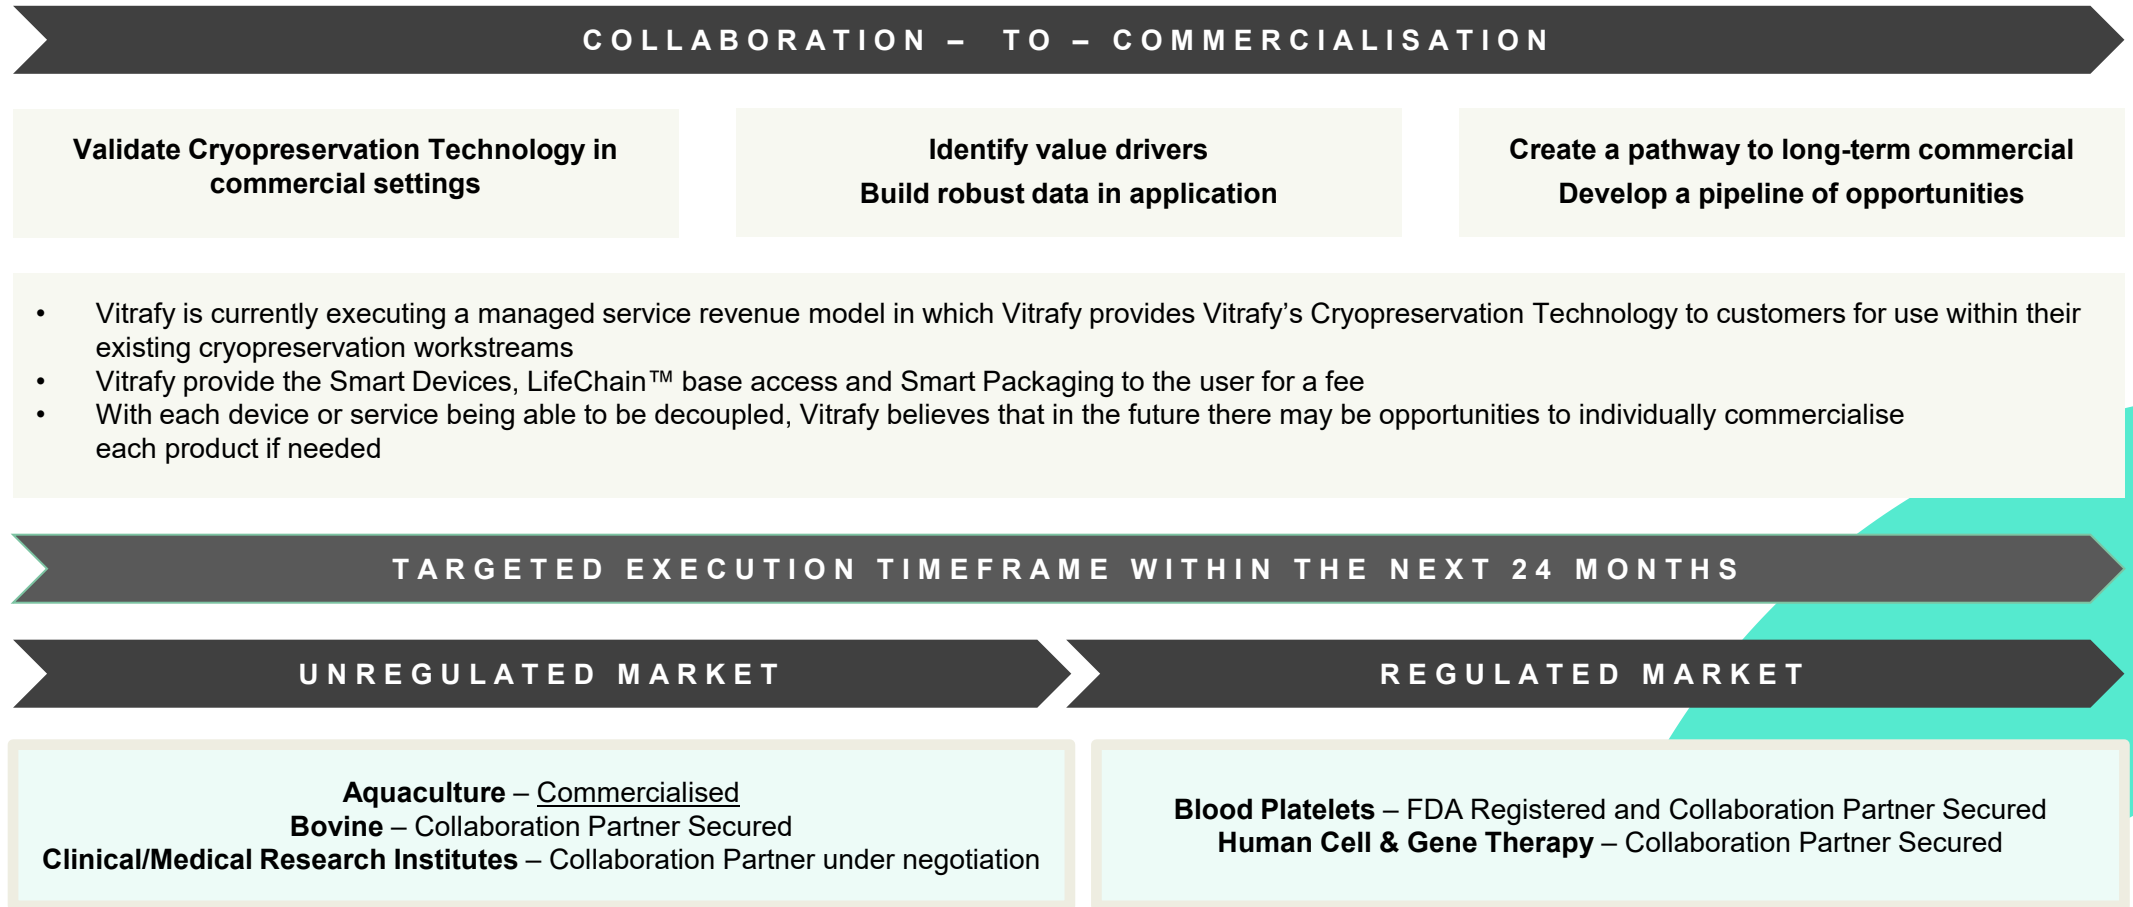 COLLABORATION – TO – COMMERCIALISATION
Validate Cryopreservation Technology in
commercial settings
Identify value drivers
Build robust data in application
Create a pathway to long-term commercial
Develop a pipeline of opportunities
• Vitrafy is currently executing a managed service revenue model in which Vitrafy provides Vitrafy’s Cryopreservation Technology to customers for use within their
existing cryopreservation workstreams
• Vitrafy provide the Smart Devices, LifeChain™ base access and Smart Packaging to the user for a fee
• With each device or service being able to be decoupled, Vitrafy believes that in the future there may be opportunities to individually commercialise
each product if needed
TARGETED EXECUTION TIMEFRAME WITHIN THE NEXT 24 MONTHS
UNREGULATED MARKET
REGULATED MARKET
Aquaculture – Commercialised
Bovine – Collaboration Partner Secured
Clinical/Medical Research Institutes – Collaboration Partner under negotiation
Blood Platelets – FDA Registered and Collaboration Partner Secured
Human Cell & Gene Therapy – Collaboration Partner Secured